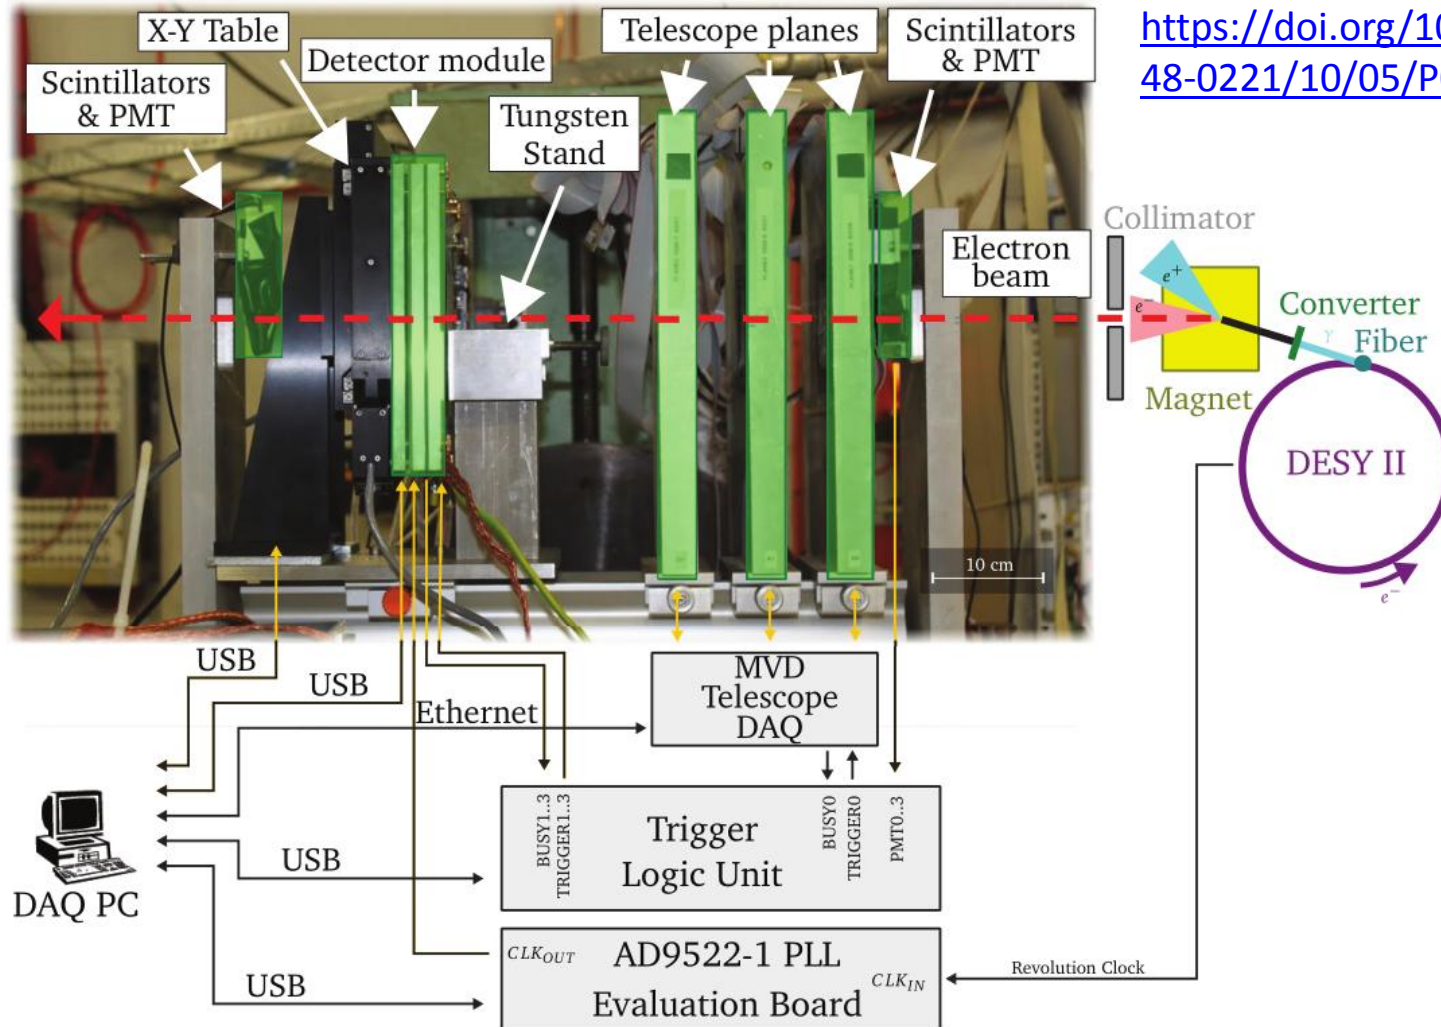 https://doi.org/10
48-0221/10/05/P
X-Y Table
Telescope planes
Scintillators
& PMT
Detector module
Scintillators
& PMT
Tungsten
Stand
Electron
beam
Collimator
e+
e-
Converter
γ
Fiber
Magnet
DESY II
e-
10 cm
USB
USB
Ethernet
MVD
Telescope
DAQ
BUSY1..3
TRIGGER1..3
BUSY0
TRIGGER0
PMT0..3
Trigger
Logic Unit
USB
DAQ PC
CLKOUT
AD9522-1 PLL
Evaluation Board
CLKIN
Revolution Clock
USB